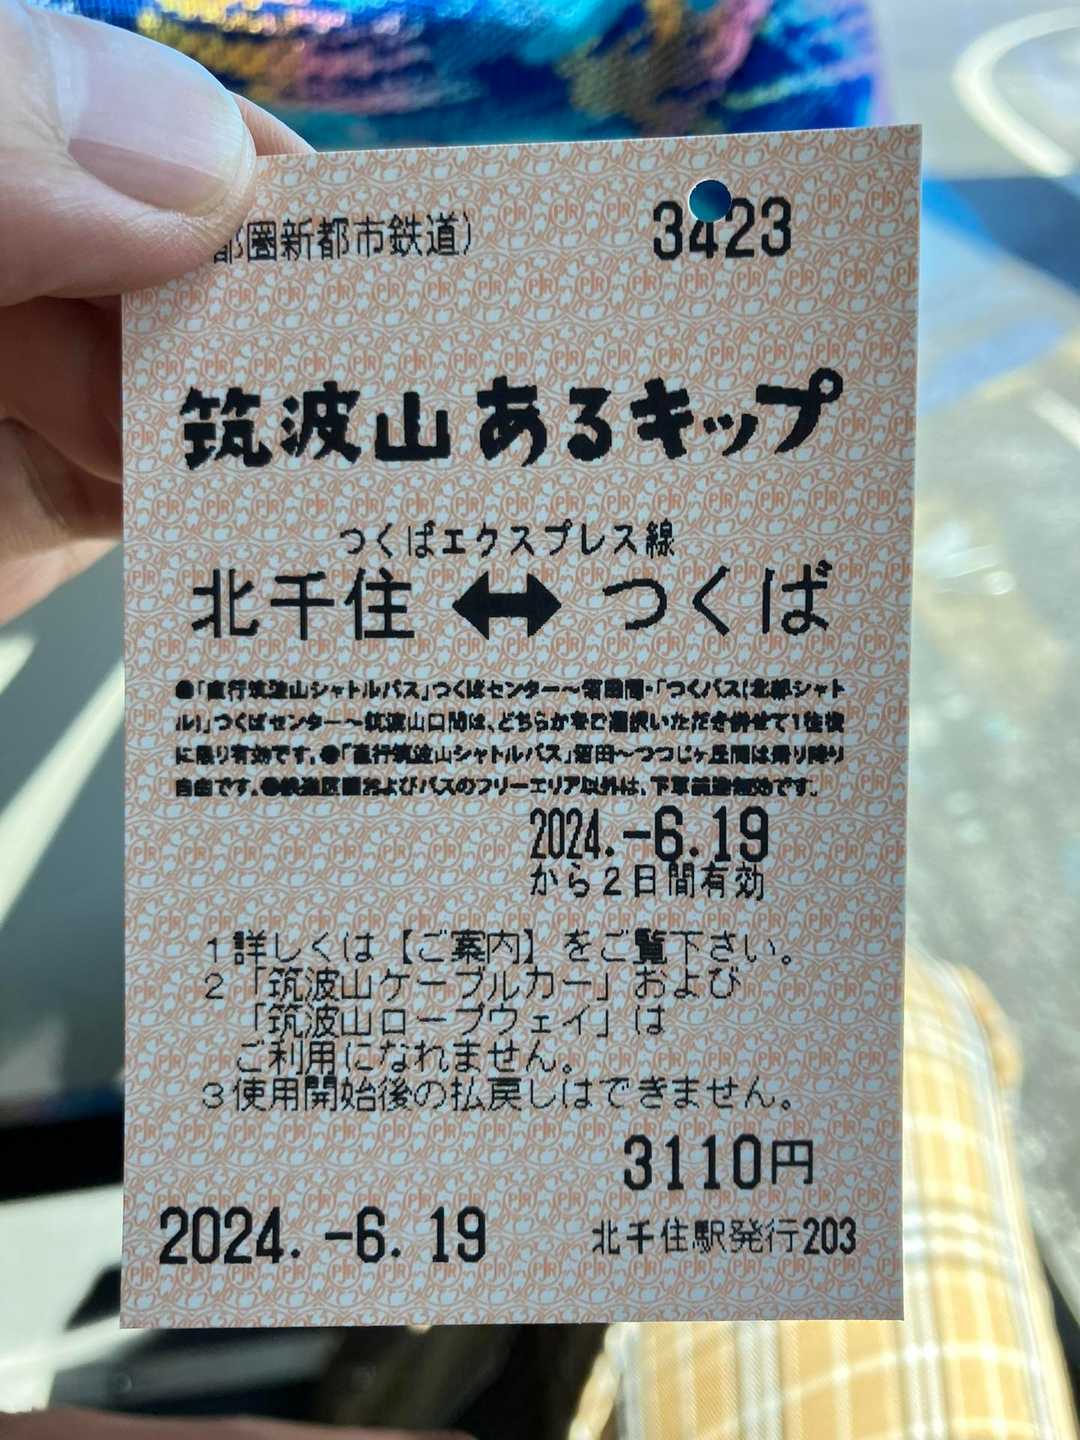 都圏新都市鉄道)
3423
筑波山あるキップ
つくばエクスプレス線
北千住⬌つくば
●「直行筑波山シャトルバス」つくばセンター～沼田間・「つくバス(北部シャト
ル)」つくばセンター～筑波山口間は、どちらかをご選択いただき併せて1往復
に限り有効です。●「直行筑波山シャトルバス」沼田～つつじヶ丘間は乗り降り
自由です。●鉄道区間およびバスのフリーエリア以外は、下車前途無効です。
2024.-6.19
から2日間有効
1詳しくは【ご案内】をご覧下さい。
2「筑波山ケーブルカー」および
「筑波山ロープウェイ」は
ご利用になれません。
3使用開始後の払戻しはできません。
3110円
2024.-6.19
北千住駅発行203